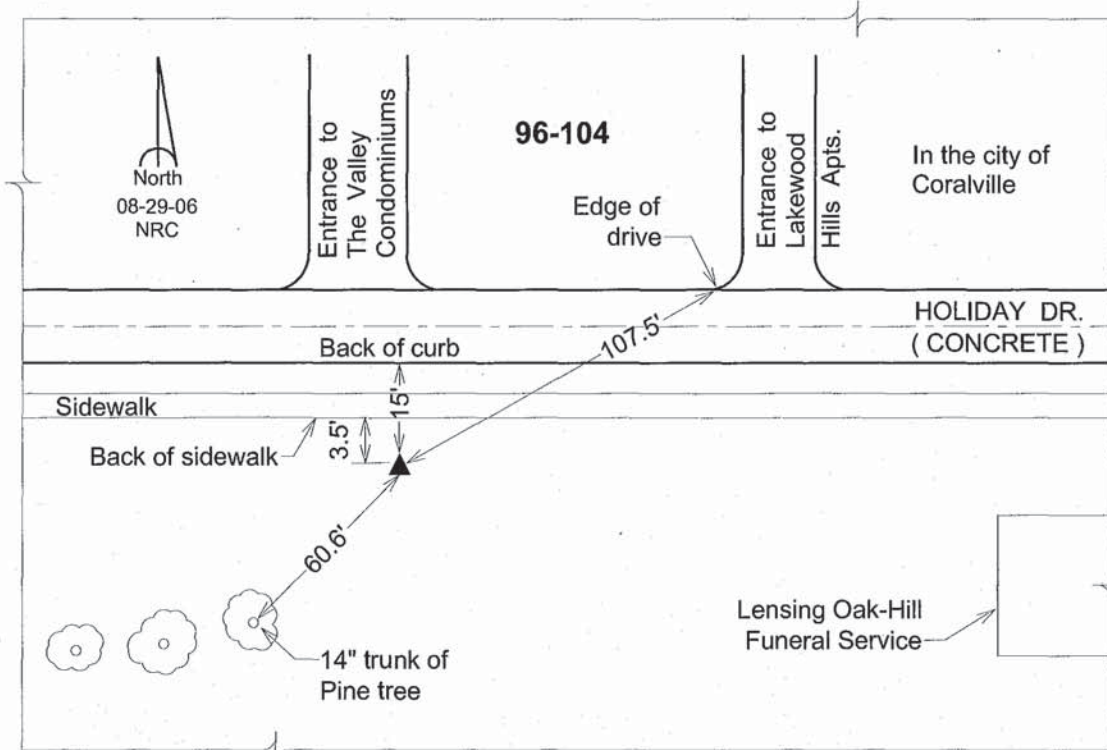 North
08-29-06
NRC
Entrance to
The Valley
Condominiums
96-104
Entrance to
Lakewood
Hills Apts.
In the city of
Coralville
Edge of
drive
HOLIDAY DR.
( CONCRETE )
Back of curb
107.5'
15'
Sidewalk
3.5'
Back of sidewalk
60.6'
Lensing Oak-Hill
Funeral Service
14" trunk of
Pine tree